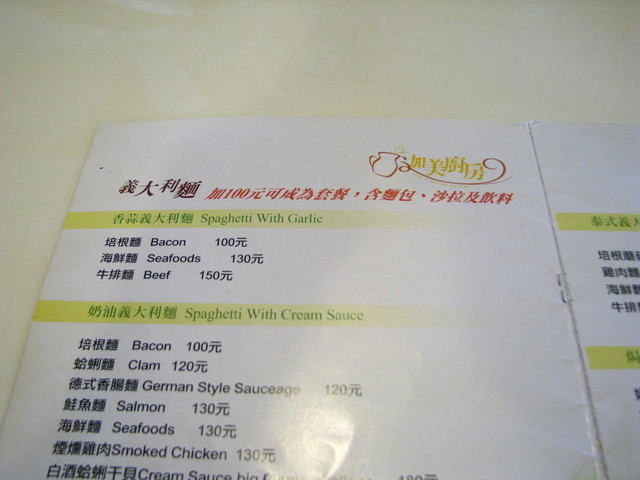 加美廚房
義大利麵 加100元可成為套餐，含麵包、沙拉及飲料
香蒜義大利麵 Spaghetti With Garlic
培根麵 Bacon 100元
海鮮麵 Seafoods 130元
牛排麵 Beef 150元
奶油義大利麵 Spaghetti With Cream Sauce
培根麵 Bacon 100元
蛤蜊麵 Clam 120元
德式香腸麵 German Style Sauceage 120元
鮭魚麵 Salmon 130元
海鮮麵 Seafoods 130元
煙燻雞肉Smoked Chicken 130元
白酒蛤蜊干貝Cream Sauce big
泰式義大
培根蘑菇
雞肉麵
海鮮麵
牛排